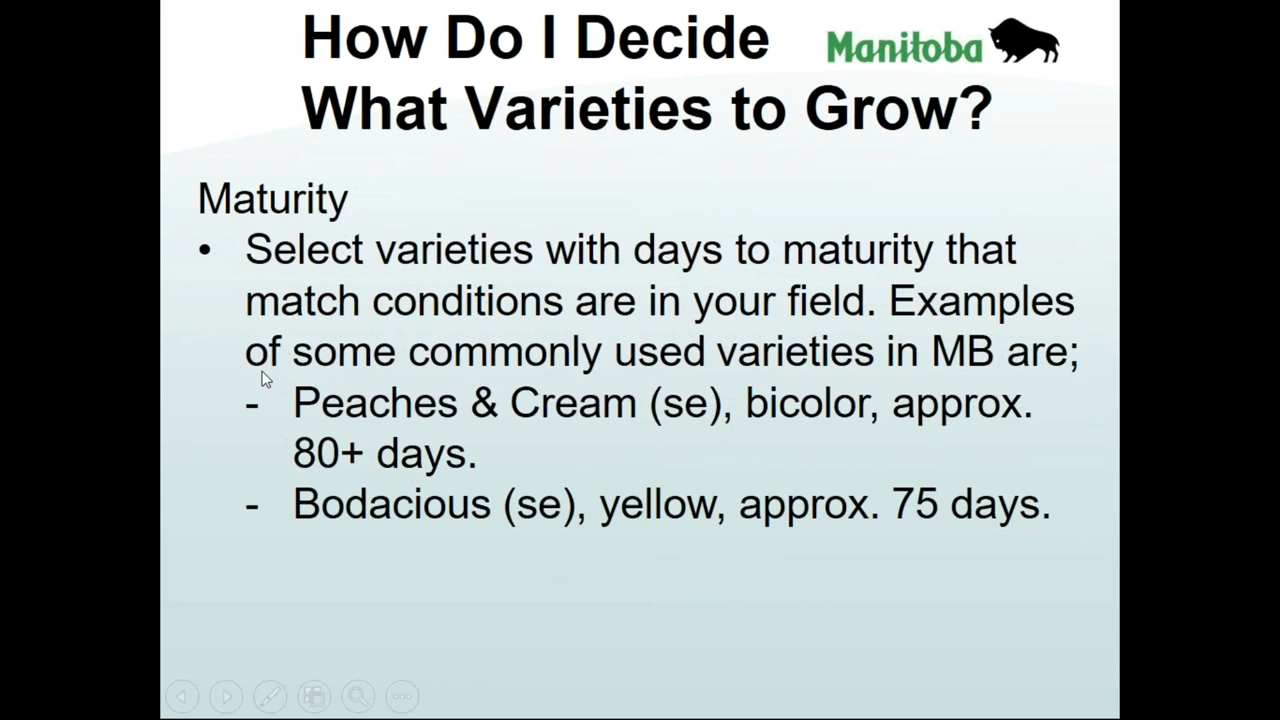 How Do I Decide
Manitoba
What Varieties to Grow?
Maturity
• Select varieties with days to maturity that
match conditions are in your field. Examples
of some commonly used varieties in MB are;
- Peaches & Cream (se), bicolor, approx.
80+ days.
- Bodacious (se), yellow, approx. 75 days.